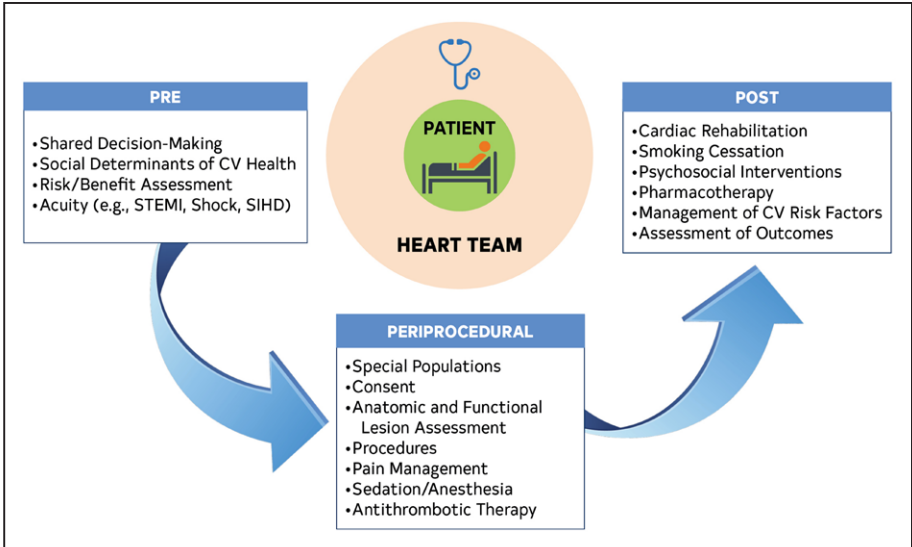 PRE
•Shared Decision-Making
•Social Determinants of CV Health
•Risk/Benefit Assessment
•Acuity (e.g., STEMI, Shock, SIHD)
PATIENT
HEART TEAM
PERIPROCEDURAL
•Special Populations
•Consent
•Anatomic and Functional
Lesion Assessment
•Procedures
•Pain Management
•Sedation/Anesthesia
•Antithrombotic Therapy
POST
•Cardiac Rehabilitation
•Smoking Cessation
•Psychosocial Interventions
•Pharmacotherapy
•Management of CV Risk Factors
•Assessment of Outcomes